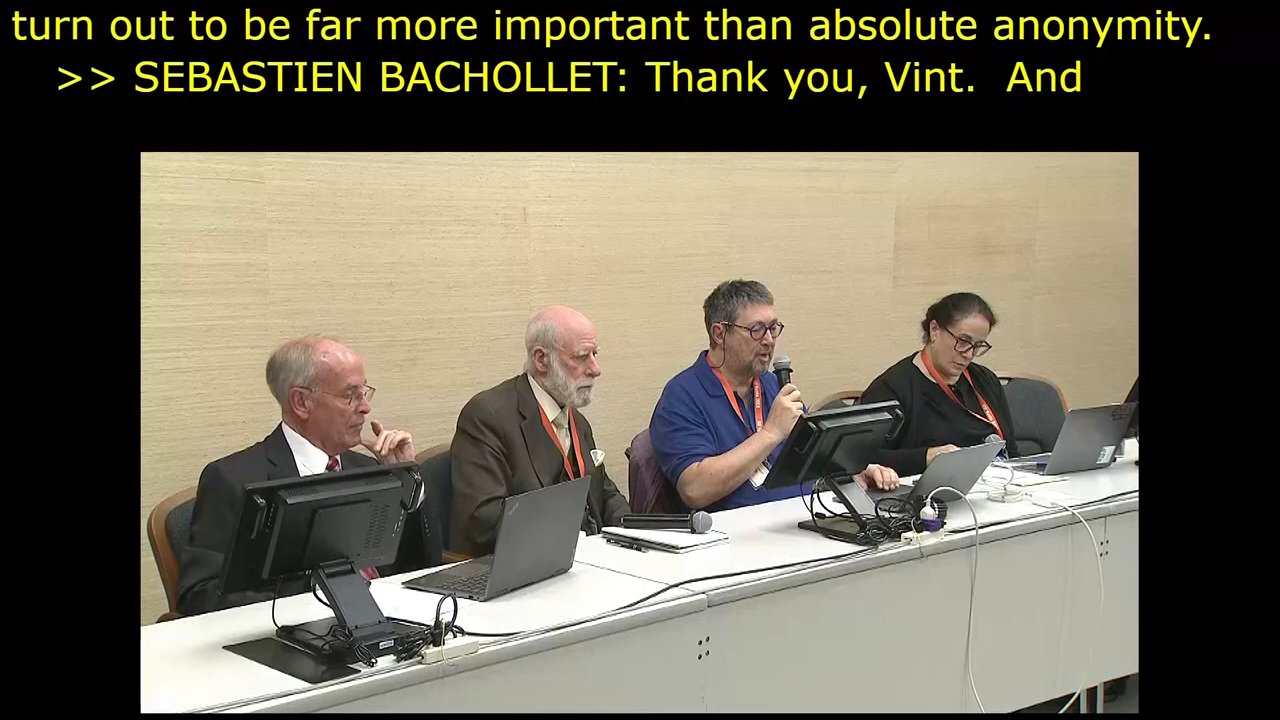 turn out to be far more important than absolute anonymity.
>> SEBASTIEN BACHOLLET: Thank you, Vint.  And